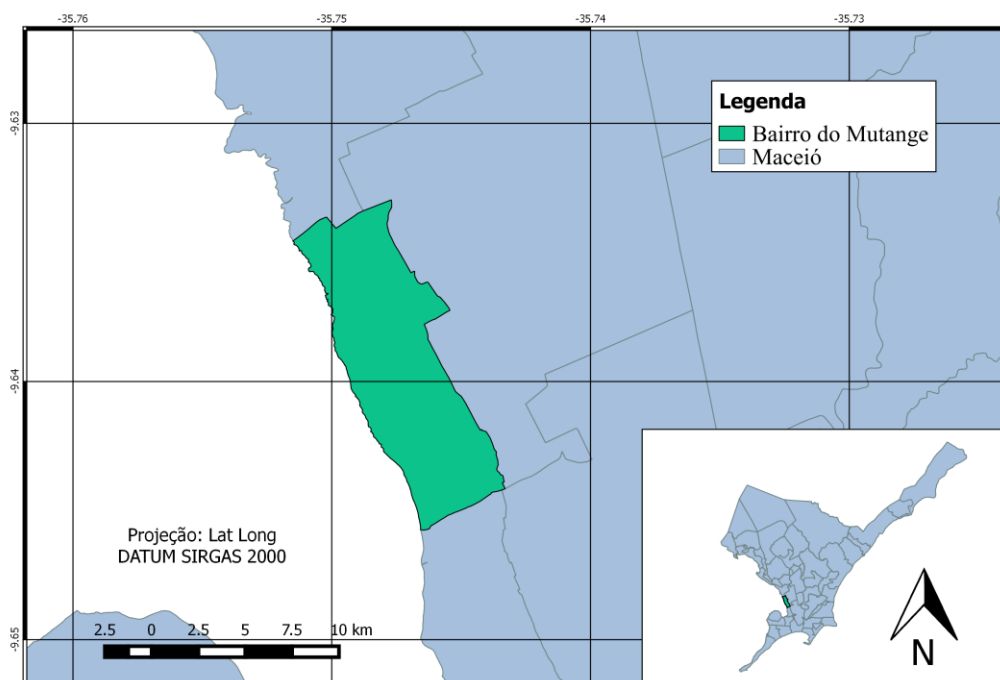 -35.76 -35.75 -35.74 -35.73
-9.63
Legenda
Bairro do Mutange
Maceió
-9.64
Projeção: Lat Long
DATUM SIRGAS 2000
2.5 0 2.5 5 7.5 10 km
-9.65
N